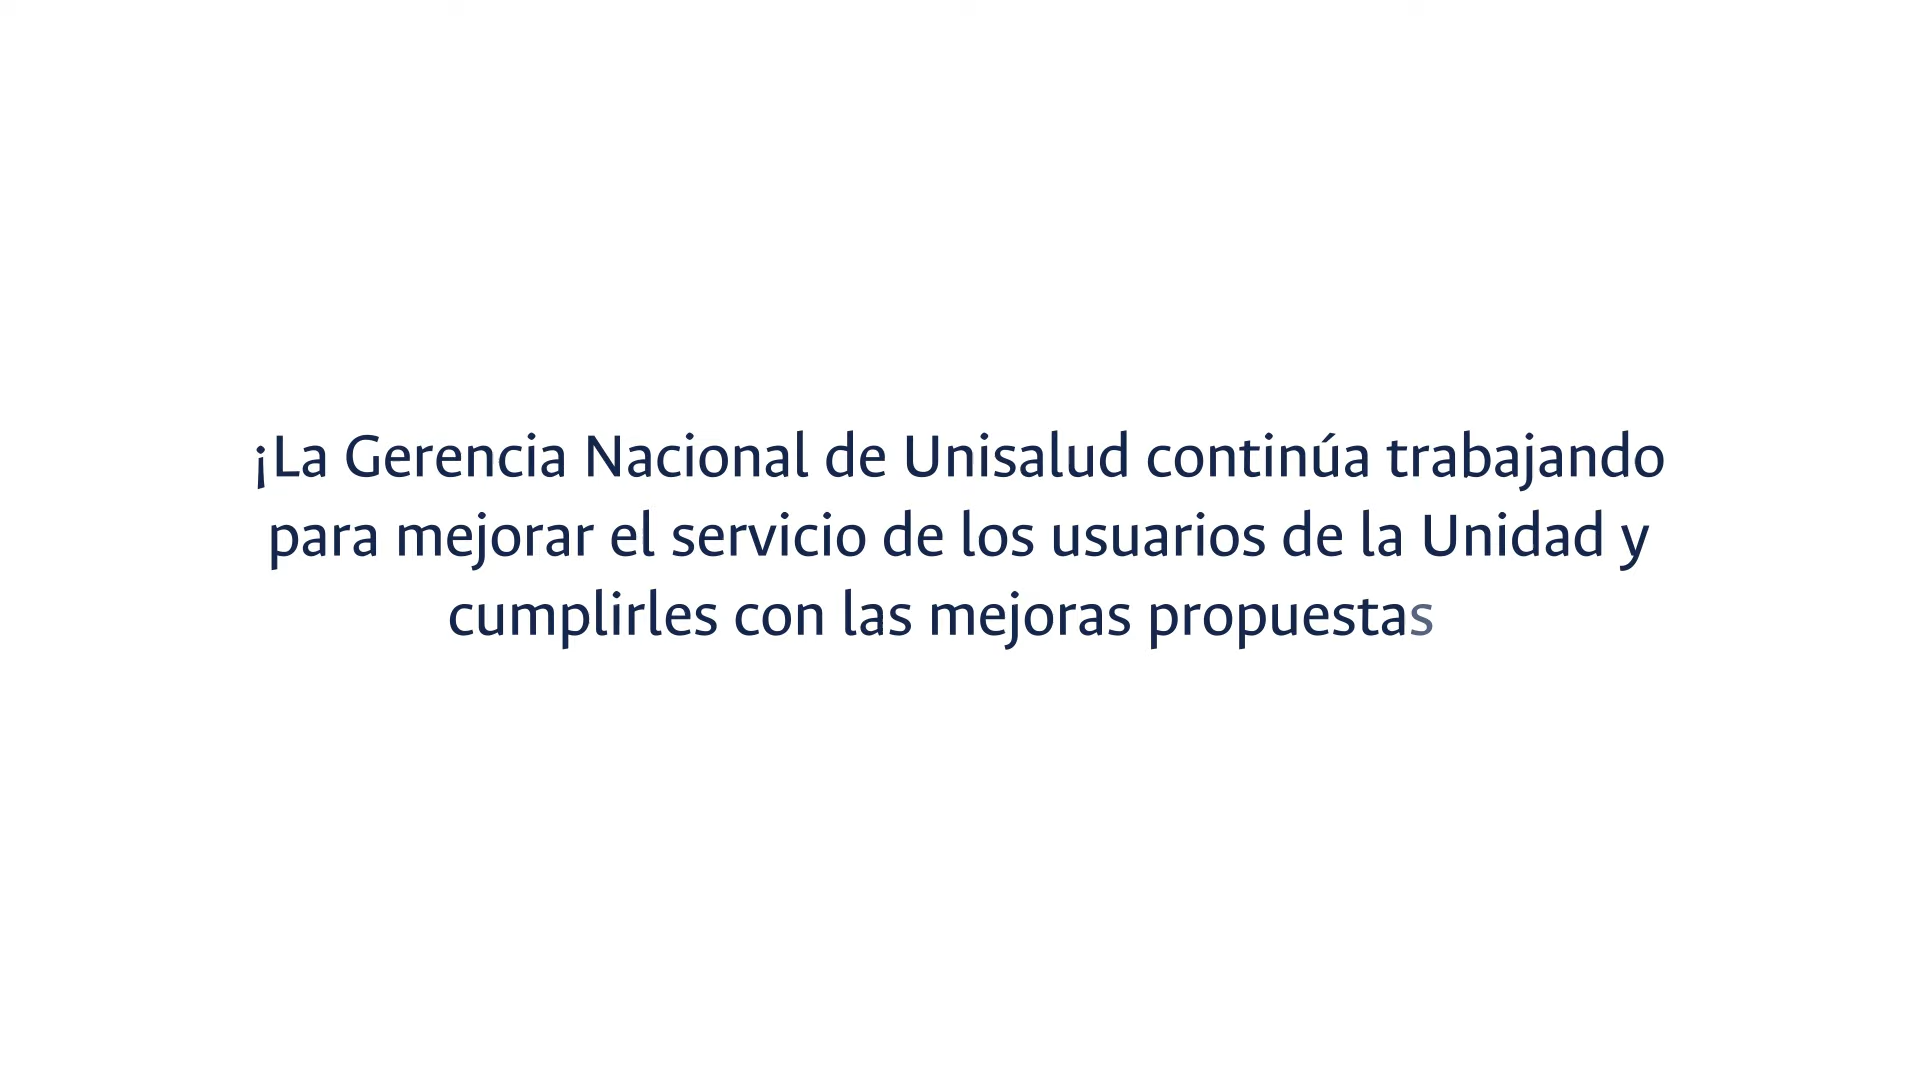 ¡La Gerencia Nacional de Unisalud continúa trabajando
para mejorar el servicio de los usuarios de la Unidad y
cumplirles con las mejoras propuestas